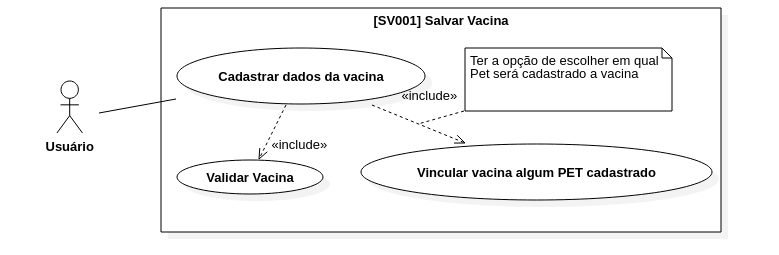 [SV001] Salvar Vacina
Cadastrar dados da vacina
Ter a opção de escolher em qual
Pet será cadastrado a vacina
«include»
Usuário
«include»
Validar Vacina
Vincular vacina algum PET cadastrado